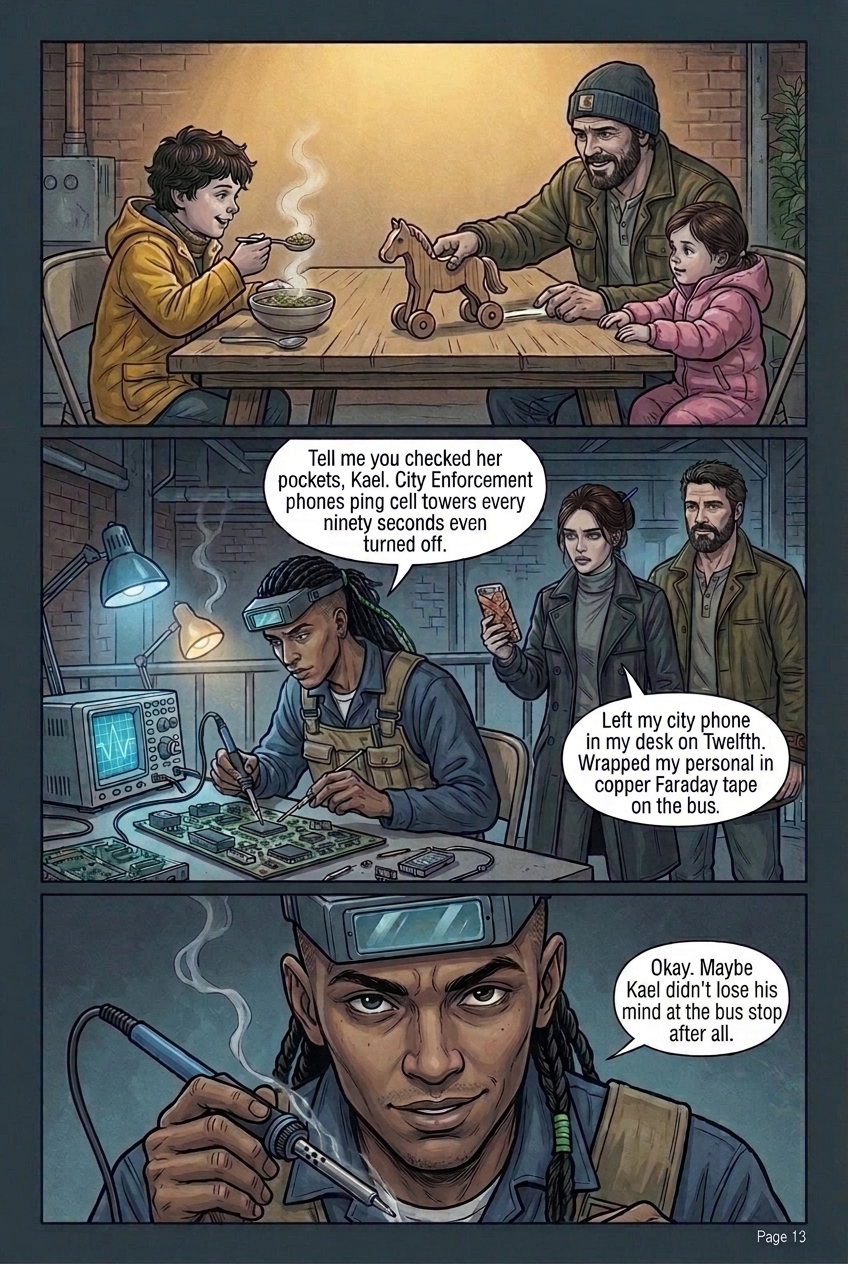 Tell me you checked her
pockets, Kael. City Enforcement
phones ping cell towers every
ninety seconds even
turned off.
Left my city phone
in my desk on Twelfth.
Wrapped my personal in
copper Faraday tape
on the bus.
Okay. Maybe
Kael didn't lose his
mind at the bus stop
after all.
Page 13